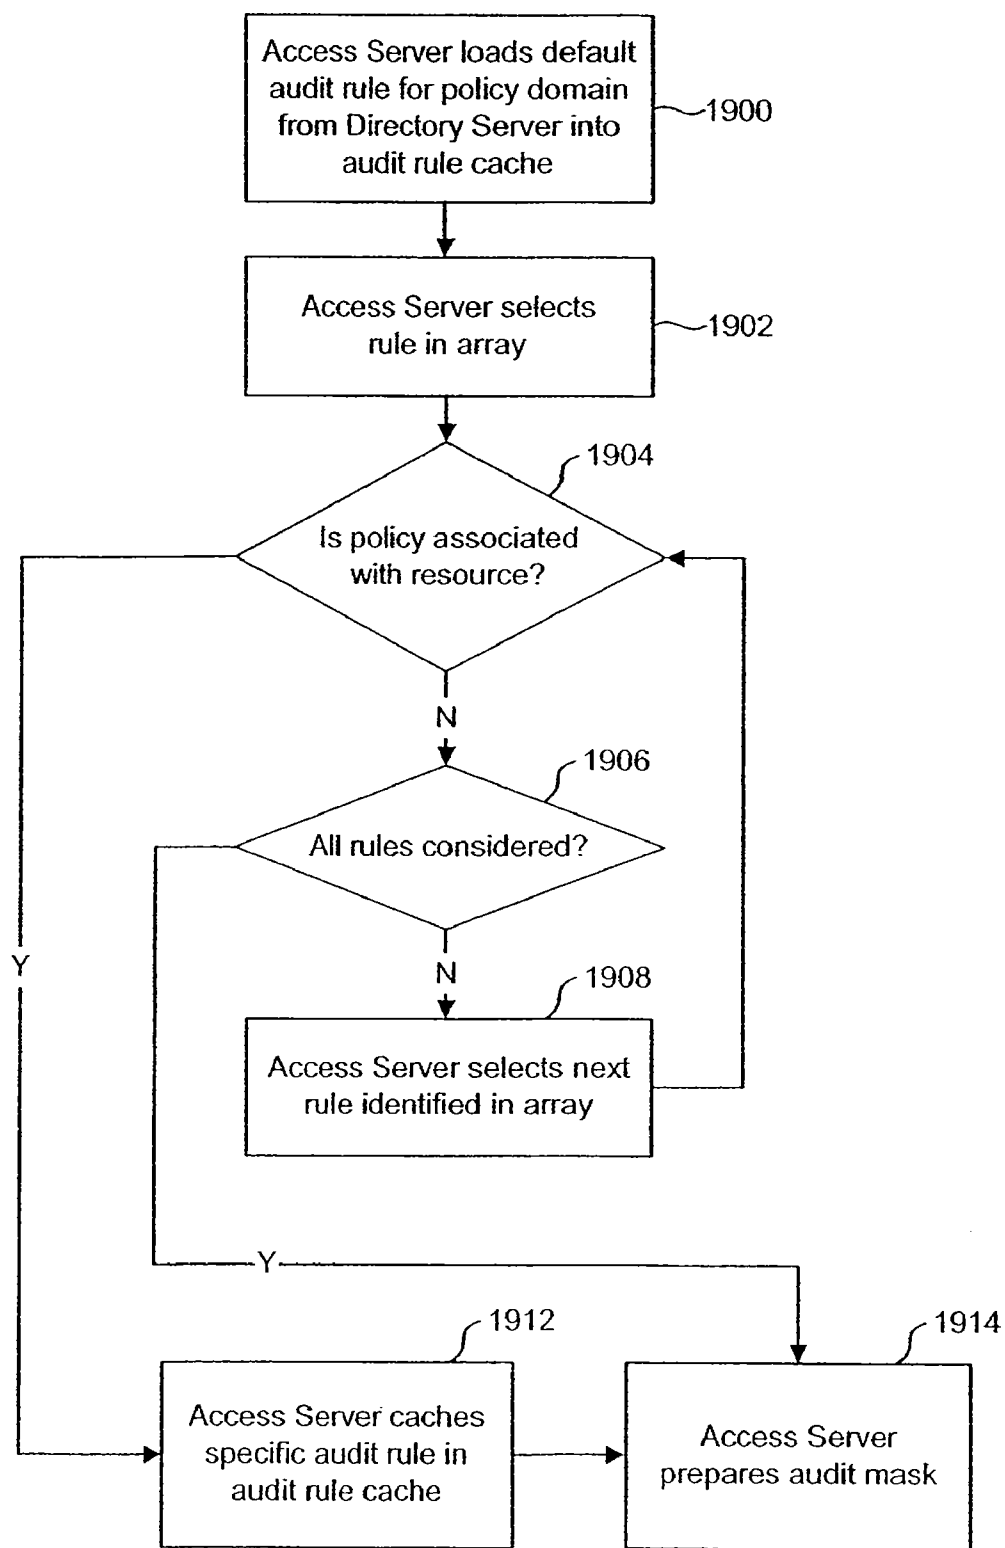 Access Server loads default
audit rule for policy domain
from Directory Server into
audit rule cache
1900
Access Server selects
rule in array
1902
1904
Is policy associated
with resource?
N
1906
All rules considered?
N
Y
1908
Access Server selects next
rule identified in array
Y
1912
Access Server caches
specific audit rule in
audit rule cache
1914
Access Server
prepares audit mask